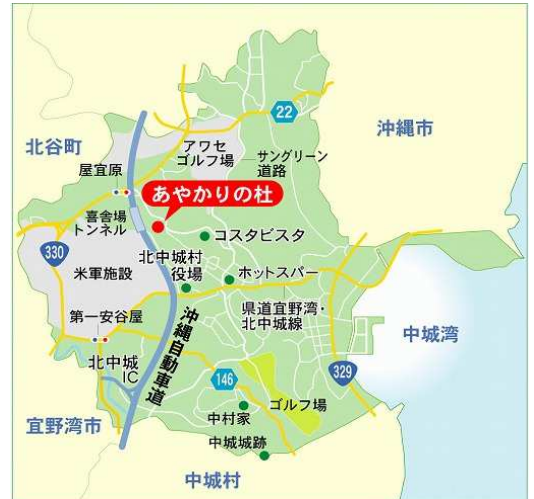 22
沖縄市
北谷町
アワセ
ゴルフ場
サングリーン
道路
屋宜原
あやかりの杜
喜舎場
トンネル
コスタビスタ
330
北中城村
役場
ホットスパー
米軍施設
県道宜野湾・
北中城線
第一安谷屋
沖縄自動車道
中城湾
北中城
IC
146
329
ゴルフ場
宜野湾市
中村家
中城城跡
中城村